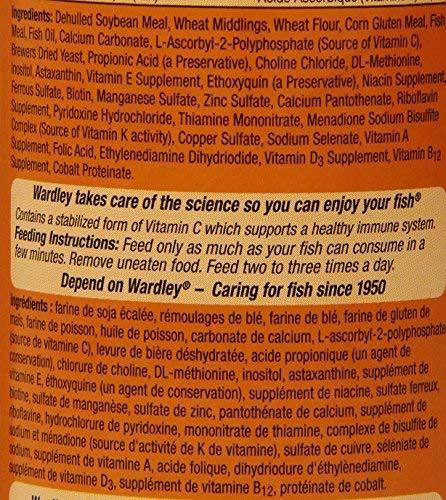 Ingredients: Dehulled Soybean Meal, Wheat Middlings, Wheat Flour, Corn Gluten Meal, Fish
Meal, Fish Oil, Calcium Carbonate, L-Ascorbyl-2-Polyphosphate (Source of Vitamin C),
Brewers Dried Yeast, Propionic Acid (a Preservative), Choline Chloride, DL-Methionine,
Inositol, Astaxanthin, Vitamin E Supplement, Ethoxyquin (a Preservative), Niacin Supplement,
Ferrous Sulfate, Biotin, Manganese Sulfate, Zinc Sulfate, Calcium Pantothenate, Riboflavin
Supplement, Pyridoxine Hydrochloride, Thiamine Mononitrate, Menadione Sodium Bisulfite
Complex (Source of Vitamin K activity), Copper Sulfate, Sodium Selenate, Vitamin A
Supplement, Folic Acid, Ethylenediamine Dihydriodide, Vitamin D3 Supplement, Vitamin B12
Supplement, Cobalt Proteinate.
Wardley takes care of the science so you can enjoy your fish®
Contains a stabilized form of Vitamin C which supports a healthy immune system.
Feeding Instructions: Feed only as much as your fish can consume in a
few minutes. Remove uneaten food. Feed two to three times a day.
Depend on Wardley® – Caring for fish since 1950
Ingrédients : farine de soja écalée, rémoulages de blé, farine de blé, farine de gluten de
maïs, farine de poisson, huile de poisson, carbonate de calcium, L-ascorbyl-2-polyphosphate
(source de vitamine C), levure de bière déshydratée, acide propionique (un agent de
conservation), chlorure de choline, DL-méthionine, inositol, astaxanthine, supplément de
vitamine E, éthoxyquine (un agent de conservation), supplément de niacine, sulfate ferreux,
biotine, sulfate de manganèse, sulfate de zinc, pantothénate de calcium, supplément de
riboflavine, hydrochlorure de pyridoxine, mononitrate de thiamine, complexe de bisulfite de
sodium et ménadione (source d'activité de K de vitamine), sulfate de cuivre, séléniate de
sodium, supplément de vitamine A, acide folique, dihydriodure d'éthylènediamine,
supplément de vitamine D3, supplément de vitamine B12, protéinate de cobalt.